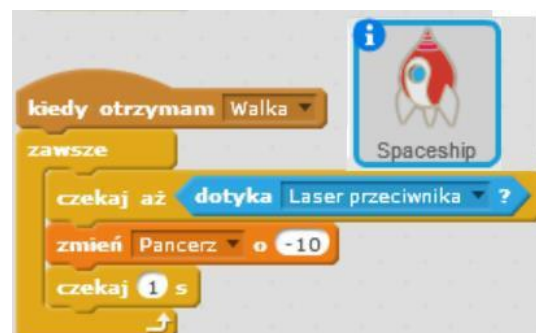 kiedy otrzymam Walka
zawsze
czekaj aż dotyka Laser przeciwnika ?
zmień Pancerz o -10
czekaj 1 s
i
Spaceship